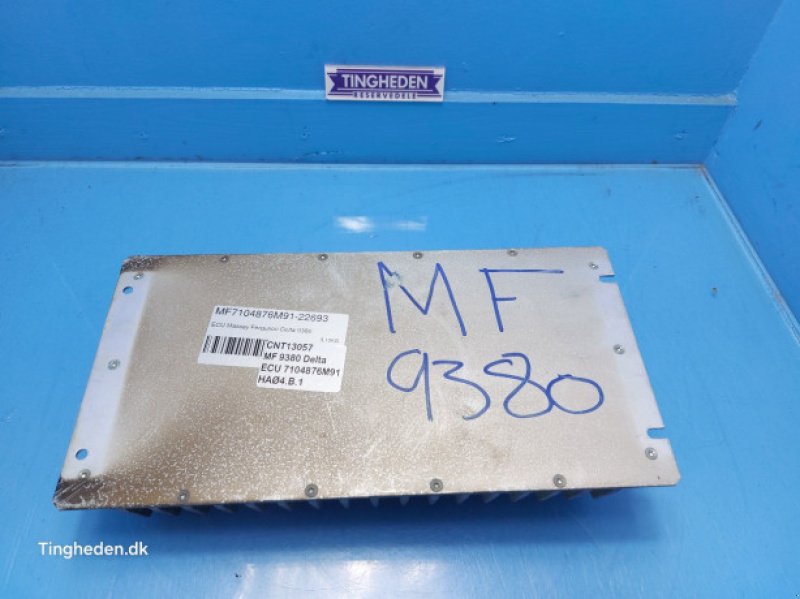 TINGHEDEN
RESERVEDELE
MF
9380
MF7104876M91-22693
ECU Massey Ferguson Delta 9380
CNT13057
MF 9380 Delta
ECU 7104876M91
HAØ4.B.1
Tingheden.dk